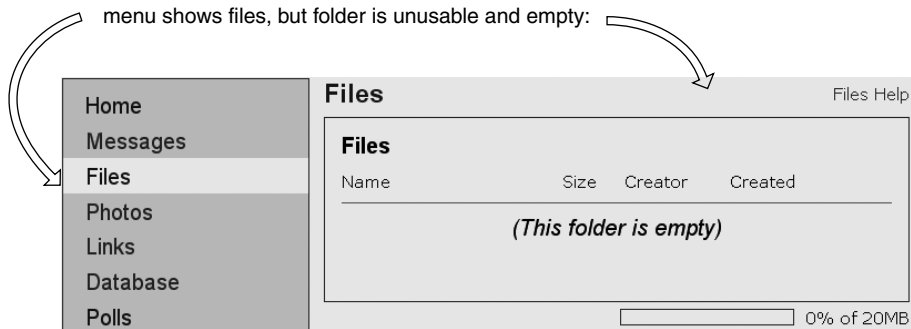 menu shows files, but folder is unusable and empty:
Home
Messages
Files
Photos
Links
Database
Polls
Files
Files Help
Files
Name Size Creator Created
(This folder is empty)
0% of 20MB